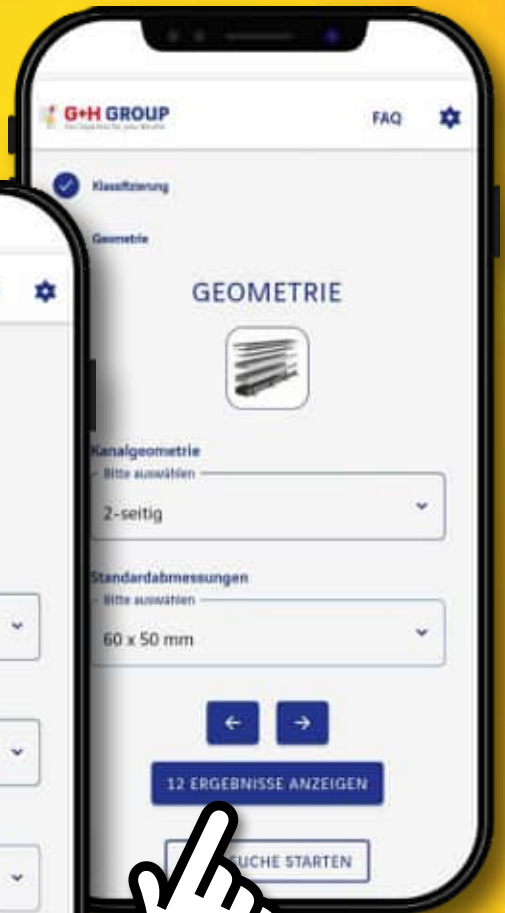 G+H GROUP
FAQ
Klassifizierung
Geometrie
GEOMETRIE
Kanalgeometrie
Bitte auswählen
2-seitig
Standardabmessungen
Bitte auswählen
60 x 50 mm
12 ERGEBNISSE ANZEIGEN
SUCHE STARTEN